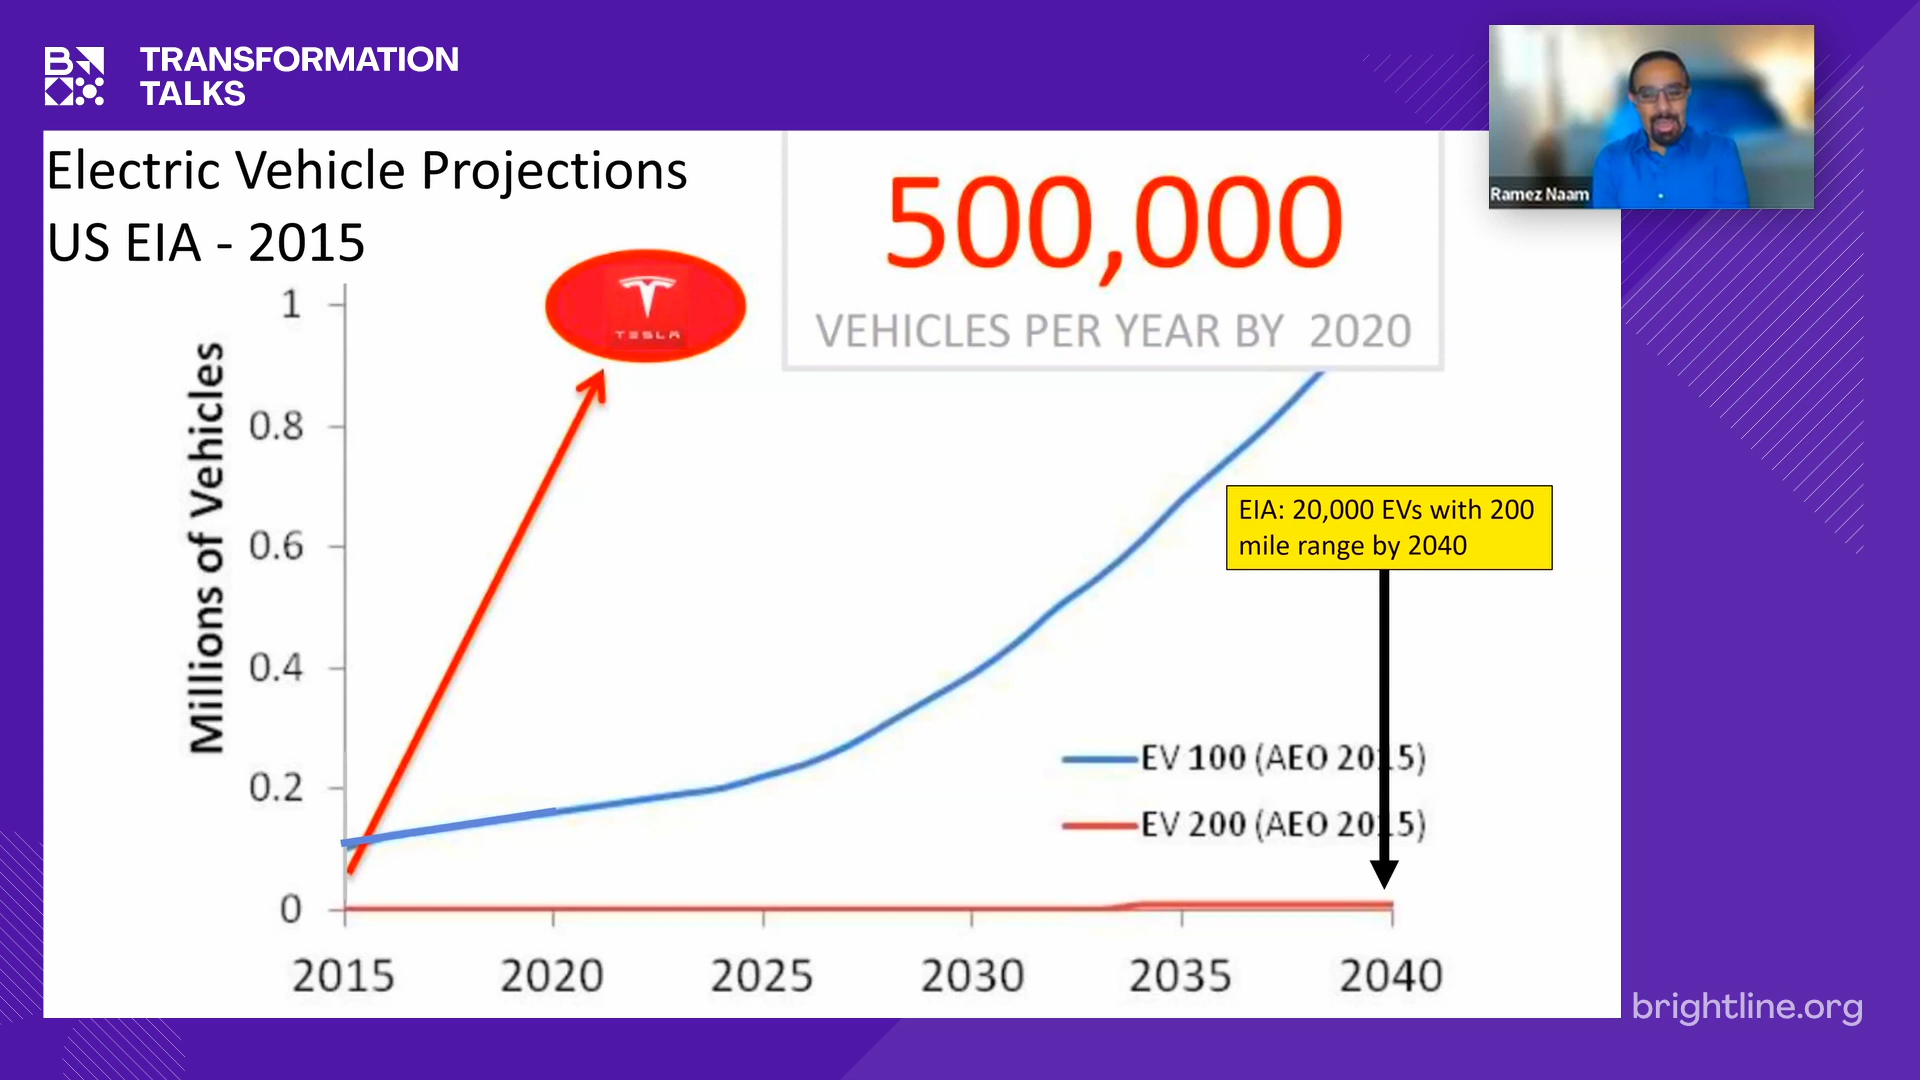 TRANSFORMATION
TALKS
Ramez Naam
Electric Vehicle Projections
US EIA - 2015
500,000
VEHICLES PER YEAR BY 2020
TESLA
Millions of Vehicles
1
0.8
0.6
0.4
0.2
0
EIA: 20,000 EVs with 200
mile range by 2040
EV 100 (AEO 2015)
EV 200 (AEO 2015)
2015 2020 2025 2030 2035 2040
brightline.org